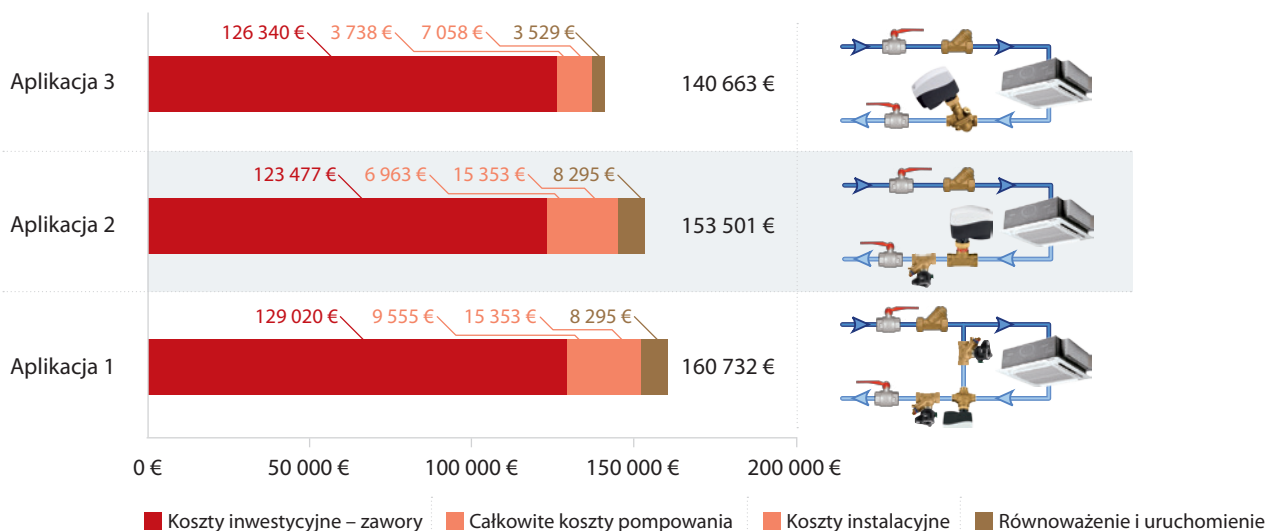 126 340 € 3 738 € 7 058 € 3 529 €
Aplikacja 3
140 663 €
123 477 € 6 963 € 15 353 € 8 295 €
Aplikacja 2
153 501 €
129 020 € 9 555 € 15 353 € 8 295 €
Aplikacja 1
160 732 €
0 € 50 000 € 100 000 € 150 000 € 200 000 €
Koszty inwestycyjne – zawory Całkowite koszty pompowania Koszty instalacyjne Równoważenie i uruchomienie